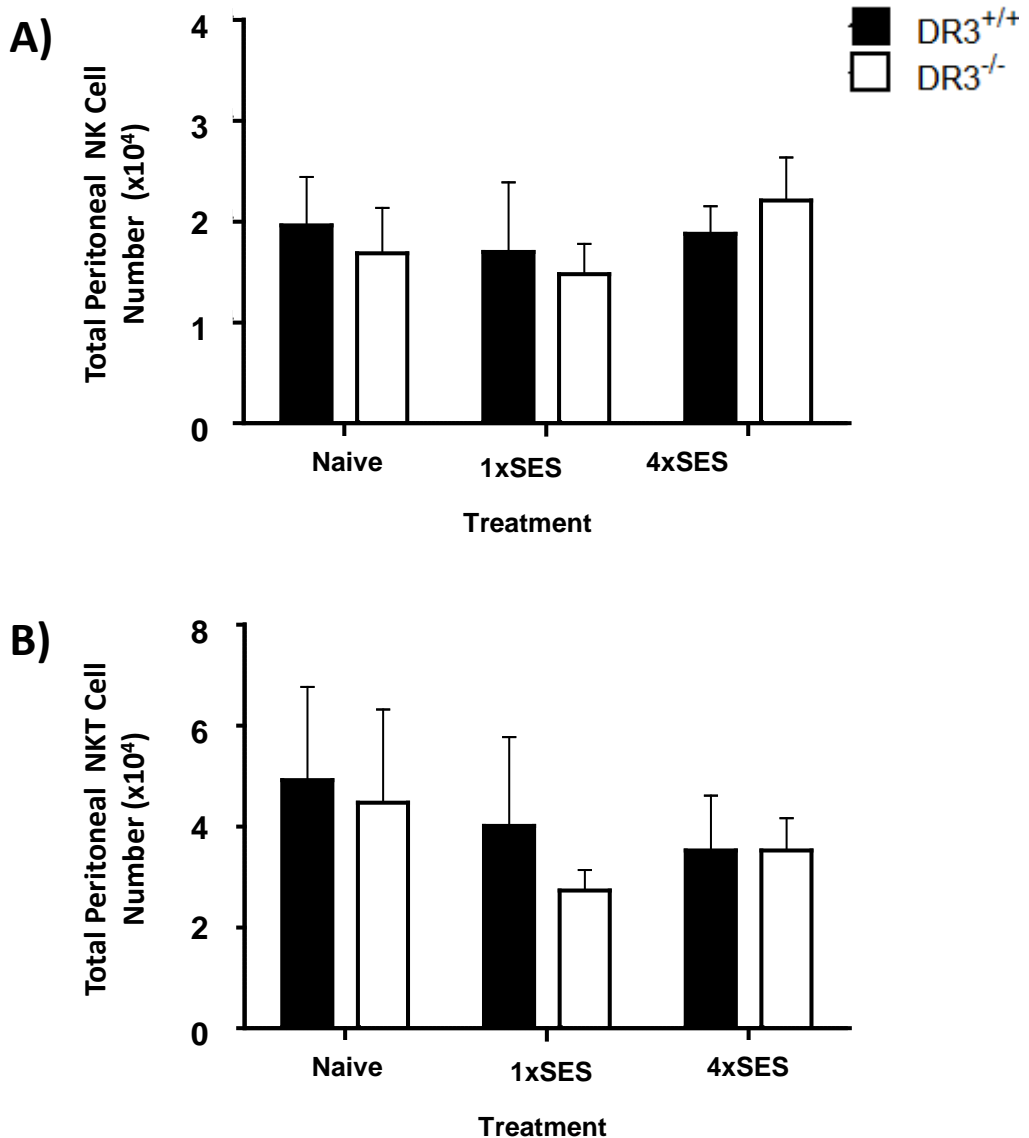 A)
DR3+/+
DR3-/-
Total Peritoneal NK Cell
Number (x10⁴)
4
3
2
1
0
Naive
1xSES
4xSES
Treatment
B)
Total Peritoneal NKT Cell
Number (x10⁴)
8
6
4
2
0
Naive
1xSES
4xSES
Treatment